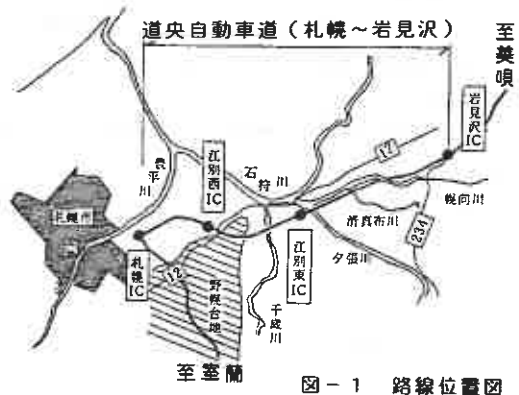 道央自動車道(札幌～岩見沢)
至美唄
岩見沢IC
江別西IC
石狩川
12
豊平川
札幌市
幌向川
清真布川
234
夕張川
江別東IC
札幌IC
12
野幌台地
千歳川
至室蘭
図-1 路線位置図